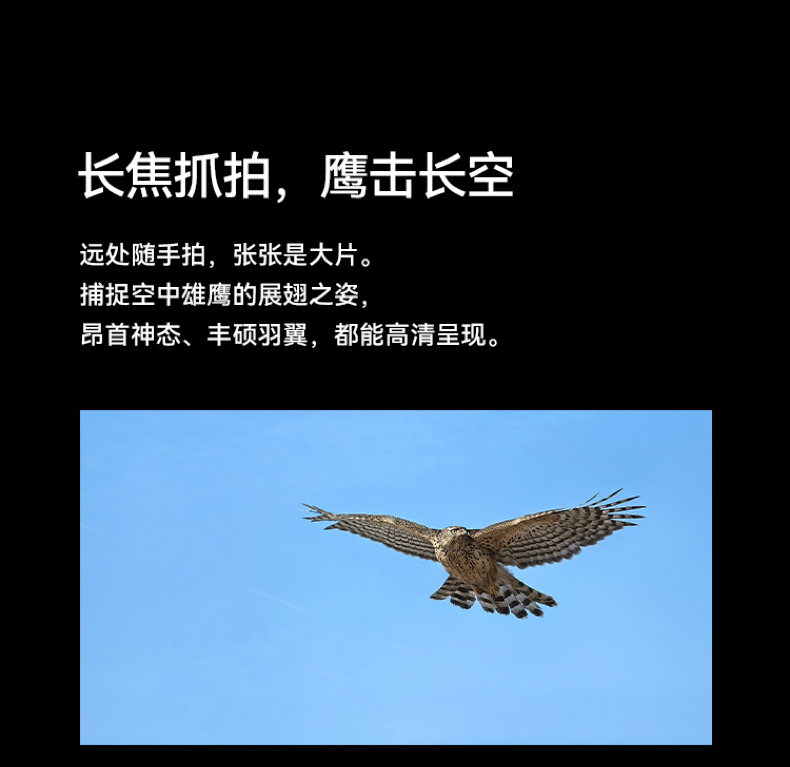 长焦抓拍，鹰击长空
远处随手拍，张张是大片。
捕捉空中雄鹰的展翅之姿，
昂首神态、丰硕羽翼，都能高清呈现。